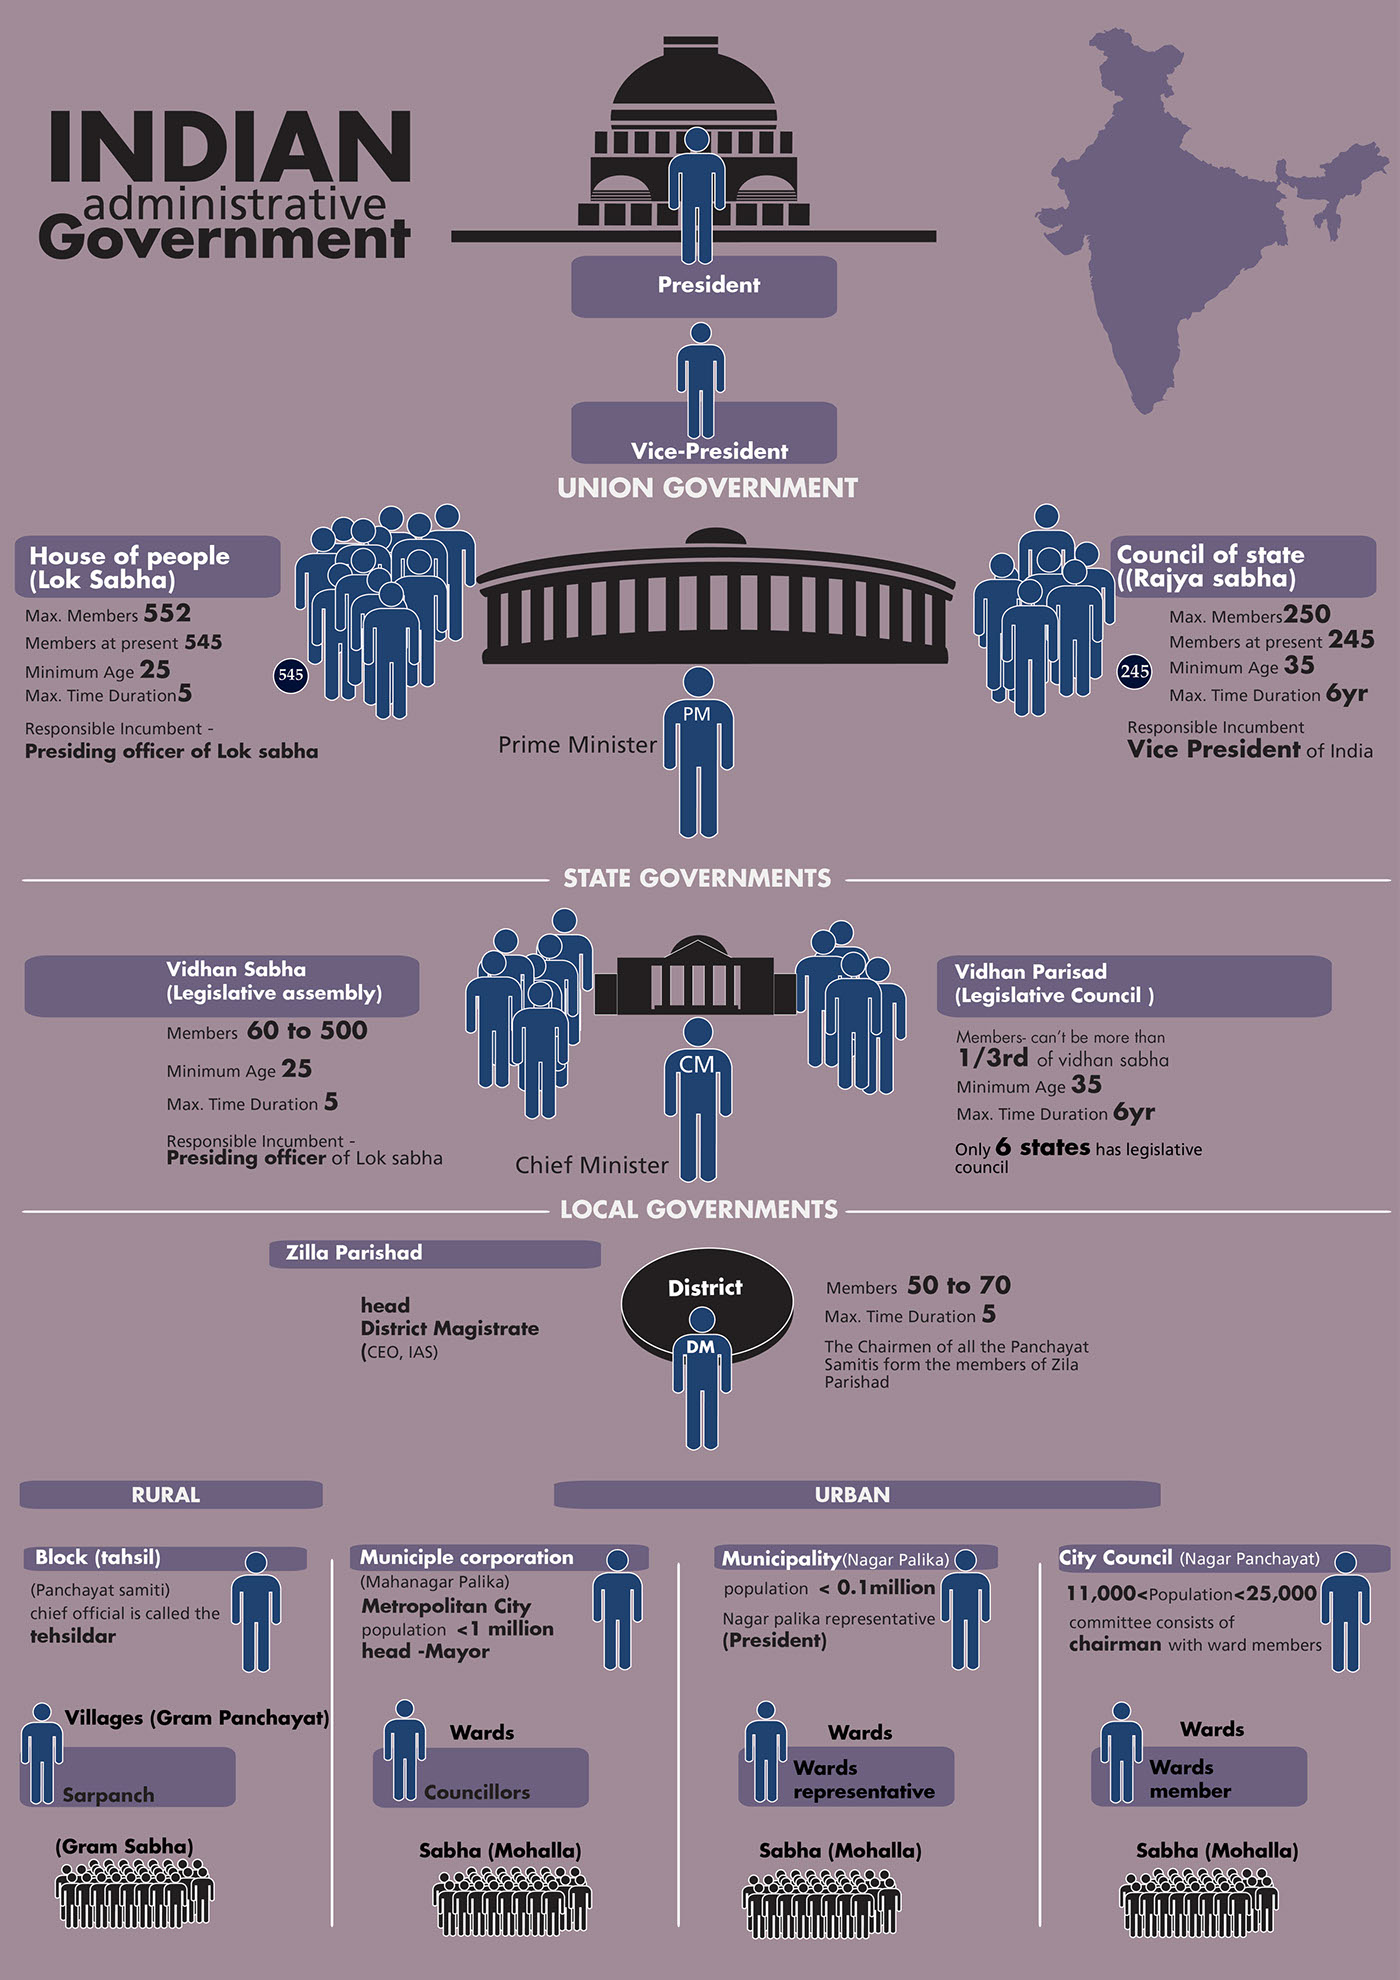 INDIAN
administrative
Government
President
Vice-President
UNION GOVERNMENT
House of people
(Lok Sabha)
Max. Members 552
Members at present 545
Minimum Age 25
Max. Time Duration5
Responsible Incumbent -
Presiding officer of Lok sabha
545
PM
Prime Minister
Council of state
((Rajya sabha)
Max. Members250
Members at present 245
Minimum Age 35
Max. Time Duration 6yr
Responsible Incumbent
Vice President of India
245
STATE GOVERNMENTS
Vidhan Sabha
(Legislative assembly)
Members 60 to 500
Minimum Age 25
Max. Time Duration 5
Responsible Incumbent -
Presiding officer of Lok sabha
CM
Chief Minister
Vidhan Parisad
(Legislative Council )
Members- can't be more than
1/3rd of vidhan sabha
Minimum Age 35
Max. Time Duration 6yr
Only 6 states has legislative
council
LOCAL GOVERNMENTS
Zilla Parishad
head
District Magistrate
(CEO, IAS)
District
DM
Members 50 to 70
Max. Time Duration 5
The Chairmen of all the Panchayat
Samitis form the members of Zila
Parishad
RURAL
URBAN
Block (tahsil)
(Panchayat samiti)
chief official is called the
tehsildar
Villages (Gram Panchayat)
Sarpanch
(Gram Sabha)
Municiple corporation
(Mahanagar Palika)
Metropolitan City
population <1 million
head -Mayor
Wards
Councillors
Sabha (Mohalla)
Municipality(Nagar Palika)
population < 0.1million
Nagar palika representative
(President)
Wards
Wards
representative
Sabha (Mohalla)
City Council (Nagar Panchayat)
11,000<Population<25,000
committee consists of
chairman with ward members
Wards
Wards
member
Sabha (Mohalla)